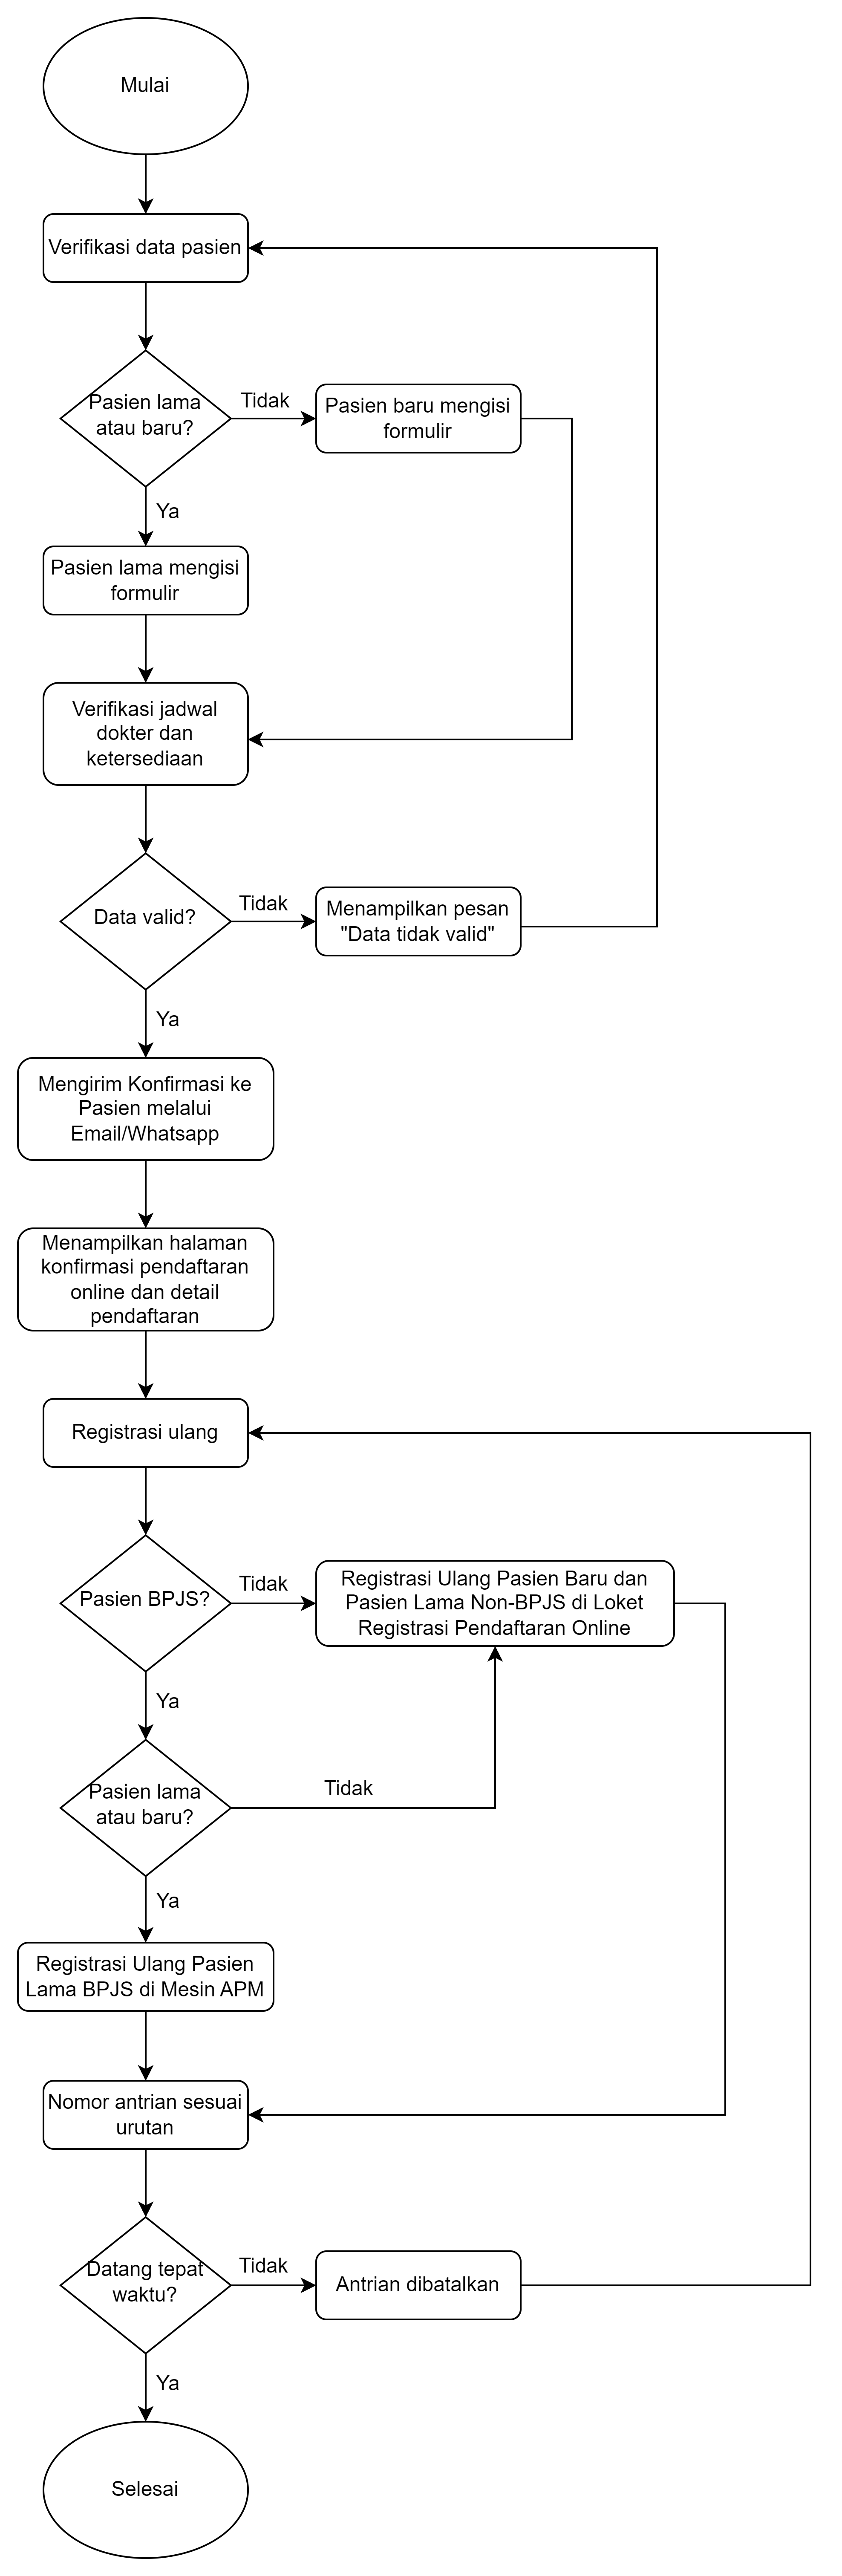 Mulai
Verifikasi data pasien
Pasien lama
atau baru?
Tidak
Pasien baru mengisi
formulir
Ya
Pasien lama mengisi
formulir
Verifikasi jadwal
dokter dan
ketersediaan
Data valid?
Tidak
Menampilkan pesan
"Data tidak valid"
Ya
Mengirim Konfirmasi ke
Pasien melalui
Email/Whatsapp
Menampilkan halaman
konfirmasi pendaftaran
online dan detail
pendaftaran
Registrasi ulang
Pasien BPJS?
Tidak
Registrasi Ulang Pasien Baru dan
Pasien Lama Non-BPJS di Loket
Registrasi Pendaftaran Online
Ya
Pasien lama
atau baru?
Tidak
Ya
Registrasi Ulang Pasien
Lama BPJS di Mesin APM
Nomor antrian sesuai
urutan
Datang tepat
waktu?
Tidak
Antrian dibatalkan
Ya
Selesai